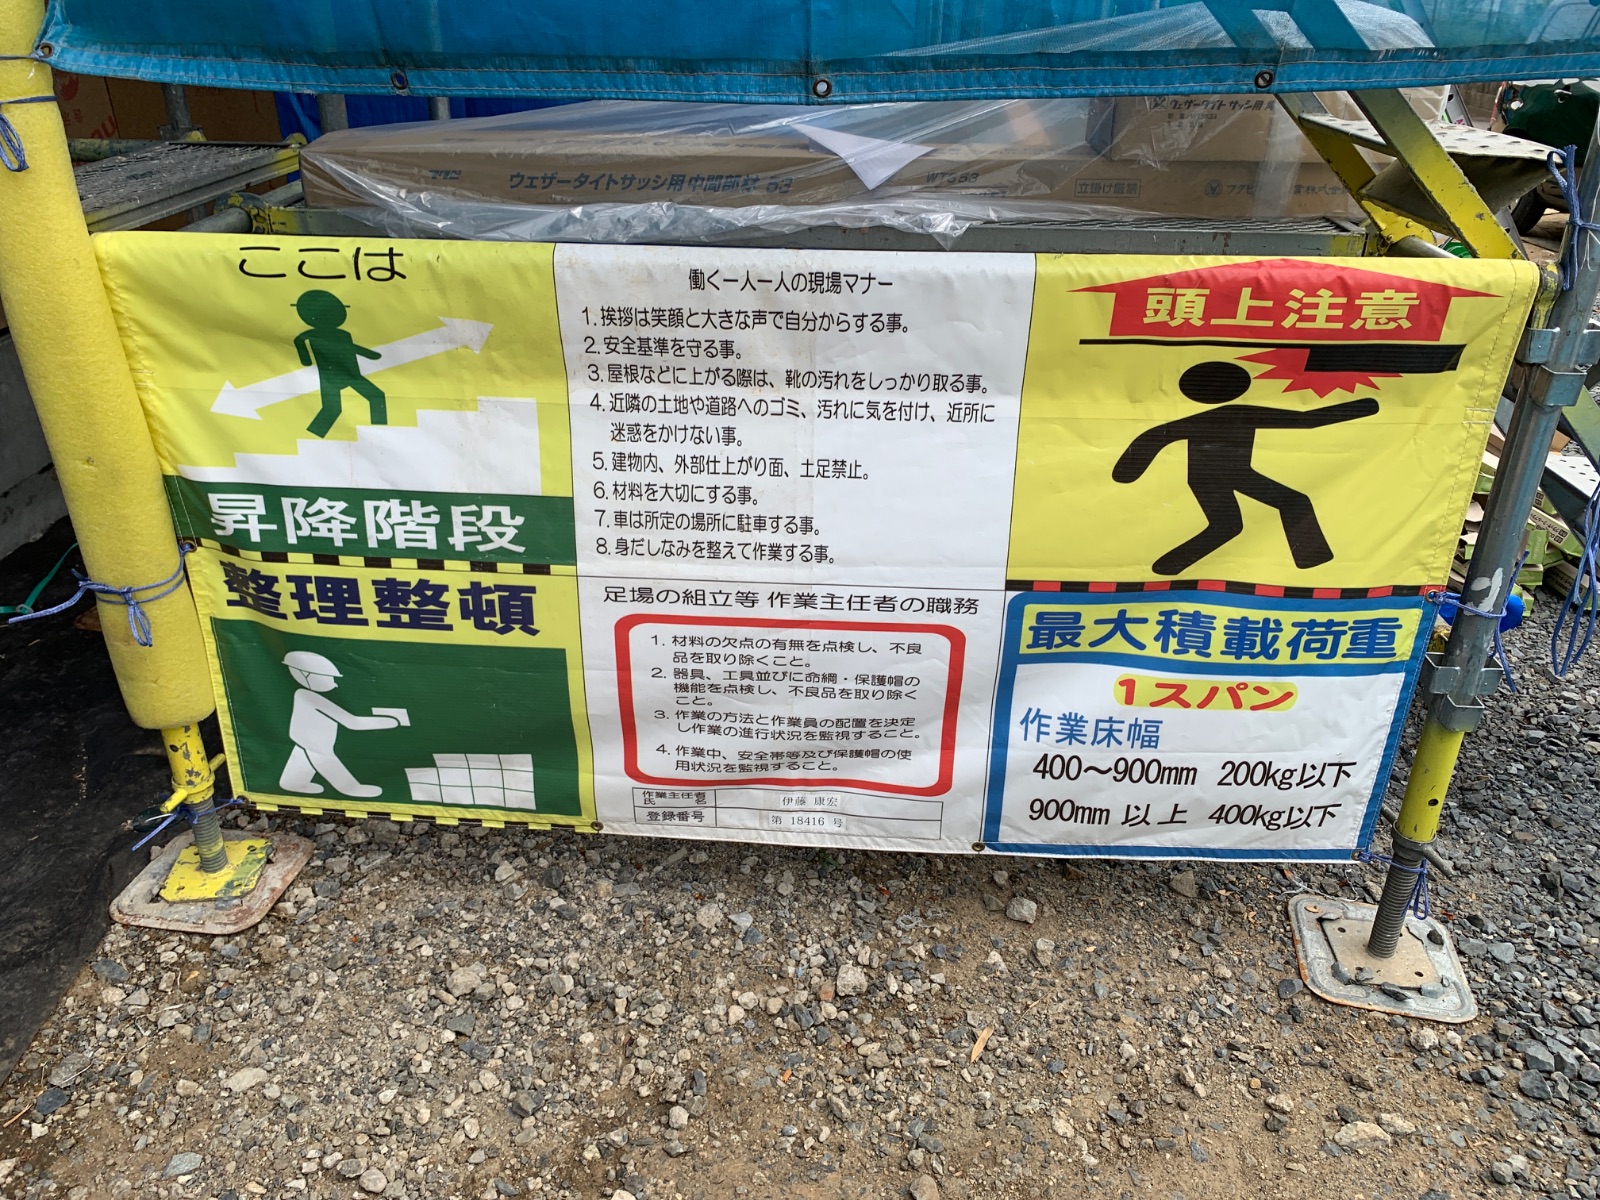 ウェザータイトサッシ用
ウェザータイトサッシ用中間部材 53
WTS53
立掛け厳禁
ここは
昇降階段
整理整頓
働く一人一人の現場マナー
1. 挨拶は笑顔と大きな声で自分からする事。
2. 安全基準を守る事。
3. 屋根などに上がる際は、靴の汚れをしっかり取る事。
4. 近隣の土地や道路へのゴミ、汚れに気を付け、近所に
迷惑をかけない事。
5. 建物内、外部仕上がり面、土足禁止。
6. 材料を大切にする事。
7. 車は所定の場所に駐車する事。
8. 身だしなみを整えて作業する事。
足場の組立等 作業主任者の職務
1. 材料の欠点の有無を点検し、不良
品を取り除くこと。
2. 器具、工具並びに命綱・保護帽の
機能を点検し、不良品を取り除く
こと。
3. 作業の方法と作業員の配置を決定
し作業の進行状況を監視すること。
4. 作業中、安全帯等及び保護帽の使
用状況を監視すること。
作業主任者
氏名
伊藤 康宏
登録番号
第 18416 号
頭上注意
最大積載荷重
1スパン
作業床幅
400～900mm 200kg以下
900mm 以上 400kg以下